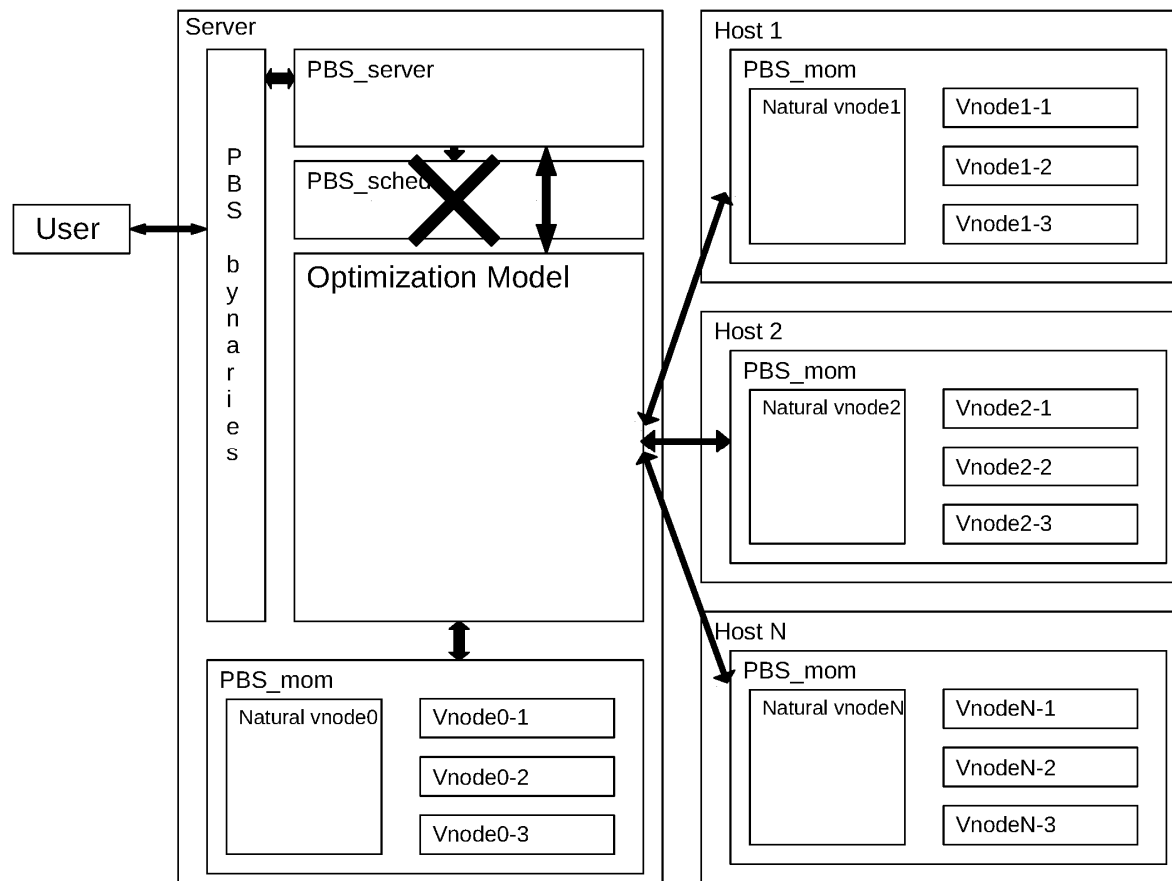 Server
PBS_server
PBS_sched
PBS bynaries
User
Optimization Model
PBS_mom
Natural vnode0
Vnode0-1
Vnode0-2
Vnode0-3
Host 1
PBS_mom
Natural vnode1
Vnode1-1
Vnode1-2
Vnode1-3
Host 2
PBS_mom
Natural vnode2
Vnode2-1
Vnode2-2
Vnode2-3
Host N
PBS_mom
Natural vnodeN
VnodeN-1
VnodeN-2
VnodeN-3